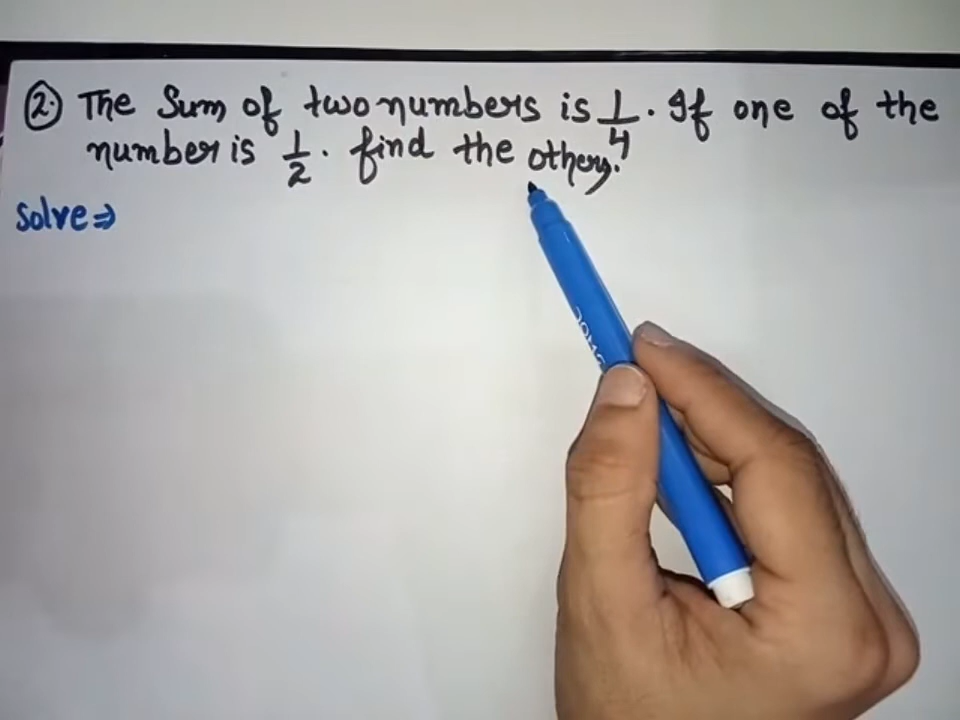 2. The Sum of two numbers is 1/4. If one of the
number is 1/2. find the other.
Solve ⇒
DOMS